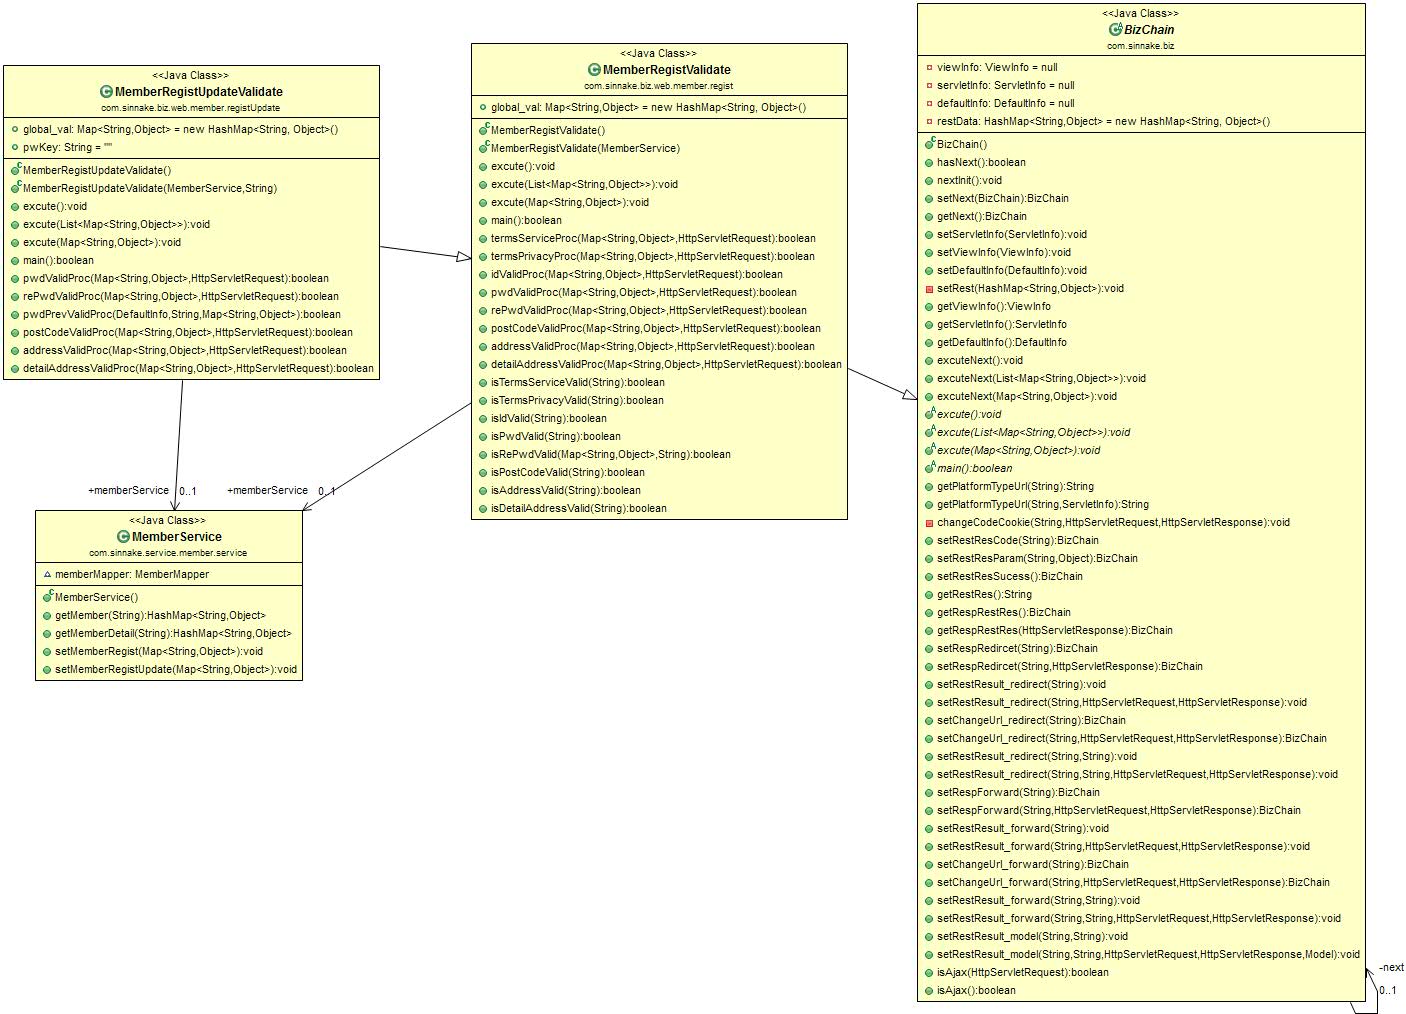 <<Java Class>>
MemberRegistUpdateValidate
com.sinnake.biz.web.member.registUpdate
global_val: Map<String,Object> = new HashMap<String, Object>()
pwKey: String = ""
MemberRegistUpdateValidate()
MemberRegistUpdateValidate(MemberService,String)
excute():void
excute(List<Map<String,Object>>):void
excute(Map<String,Object>):void
main():boolean
pwdValidProc(Map<String,Object>,HttpServletRequest):boolean
rePwdValidProc(Map<String,Object>,HttpServletRequest):boolean
pwdPrevValidProc(DefaultInfo,String,Map<String,Object>):boolean
postCodeValidProc(Map<String,Object>,HttpServletRequest):boolean
addressValidProc(Map<String,Object>,HttpServletRequest):boolean
detailAddressValidProc(Map<String,Object>,HttpServletRequest):boolean
+memberService 0..1
<<Java Class>>
MemberService
com.sinnake.service.member.service
memberMapper: MemberMapper
MemberService()
getMember(String):HashMap<String,Object>
getMemberDetail(String):HashMap<String,Object>
setMemberRegist(Map<String,Object>):void
setMemberRegistUpdate(Map<String,Object>):void
+memberService 0..1
<<Java Class>>
MemberRegistValidate
com.sinnake.biz.web.member.regist
global_val: Map<String,Object> = new HashMap<String, Object>()
MemberRegistValidate()
MemberRegistValidate(MemberService)
excute():void
excute(List<Map<String,Object>>):void
excute(Map<String,Object>):void
main():boolean
termsServiceProc(Map<String,Object>,HttpServletRequest):boolean
termsPrivacyProc(Map<String,Object>,HttpServletRequest):boolean
idValidProc(Map<String,Object>,HttpServletRequest):boolean
pwdValidProc(Map<String,Object>,HttpServletRequest):boolean
rePwdValidProc(Map<String,Object>,HttpServletRequest):boolean
postCodeValidProc(Map<String,Object>,HttpServletRequest):boolean
addressValidProc(Map<String,Object>,HttpServletRequest):boolean
detailAddressValidProc(Map<String,Object>,HttpServletRequest):boolean
isTermsServiceValid(String):boolean
isTermsPrivacyValid(String):boolean
isIdValid(String):boolean
isPwdValid(String):boolean
isRePwdValid(Map<String,Object>,String):boolean
isPostCodeValid(String):boolean
isAddressValid(String):boolean
isDetailAddressValid(String):boolean
<<Java Class>>
BizChain
com.sinnake.biz
viewInfo: ViewInfo = null
servletInfo: ServletInfo = null
defaultInfo: DefaultInfo = null
restData: HashMap<String,Object> = new HashMap<String, Object>()
BizChain()
hasNext():boolean
nextInit():void
setNext(BizChain):BizChain
getNext():BizChain
setServletInfo(ServletInfo):void
setViewInfo(ViewInfo):void
setDefaultInfo(DefaultInfo):void
setRest(HashMap<String,Object>):void
getViewInfo():ViewInfo
getServletInfo():ServletInfo
getDefaultInfo():DefaultInfo
excuteNext():void
excuteNext(List<Map<String,Object>>):void
excuteNext(Map<String,Object>):void
excute():void
excute(List<Map<String,Object>>):void
excute(Map<String,Object>):void
main():boolean
getPlatformTypeUrl(String):String
getPlatformTypeUrl(String,ServletInfo):String
changeCodeCookie(String,HttpServletRequest,HttpServletResponse):void
setRestResCode(String):BizChain
setRestResParam(String,Object):BizChain
setRestResSucess():BizChain
getRestRes():String
getRespRestRes():BizChain
getRespRestRes(HttpServletResponse):BizChain
setRespRedircet(String):BizChain
setRespRedircet(String,HttpServletResponse):BizChain
setRestResult_redirect(String):void
setRestResult_redirect(String,HttpServletRequest,HttpServletResponse):void
setChangeUrl_redirect(String):BizChain
setChangeUrl_redirect(String,HttpServletRequest,HttpServletResponse):BizChain
setRestResult_redirect(String,String):void
setRestResult_redirect(String,String,HttpServletRequest,HttpServletResponse):void
setRespForward(String):BizChain
setRespForward(String,HttpServletRequest,HttpServletResponse):BizChain
setRestResult_forward(String):void
setRestResult_forward(String,HttpServletRequest,HttpServletResponse):void
setChangeUrl_forward(String):BizChain
setChangeUrl_forward(String,HttpServletRequest,HttpServletResponse):BizChain
setRestResult_forward(String,String):void
setRestResult_forward(String,String,HttpServletRequest,HttpServletResponse):void
setRestResult_model(String,String):void
setRestResult_model(String,String,HttpServletRequest,HttpServletResponse,Model):void
isAjax(HttpServletRequest):boolean
isAjax():boolean
-next
0..1